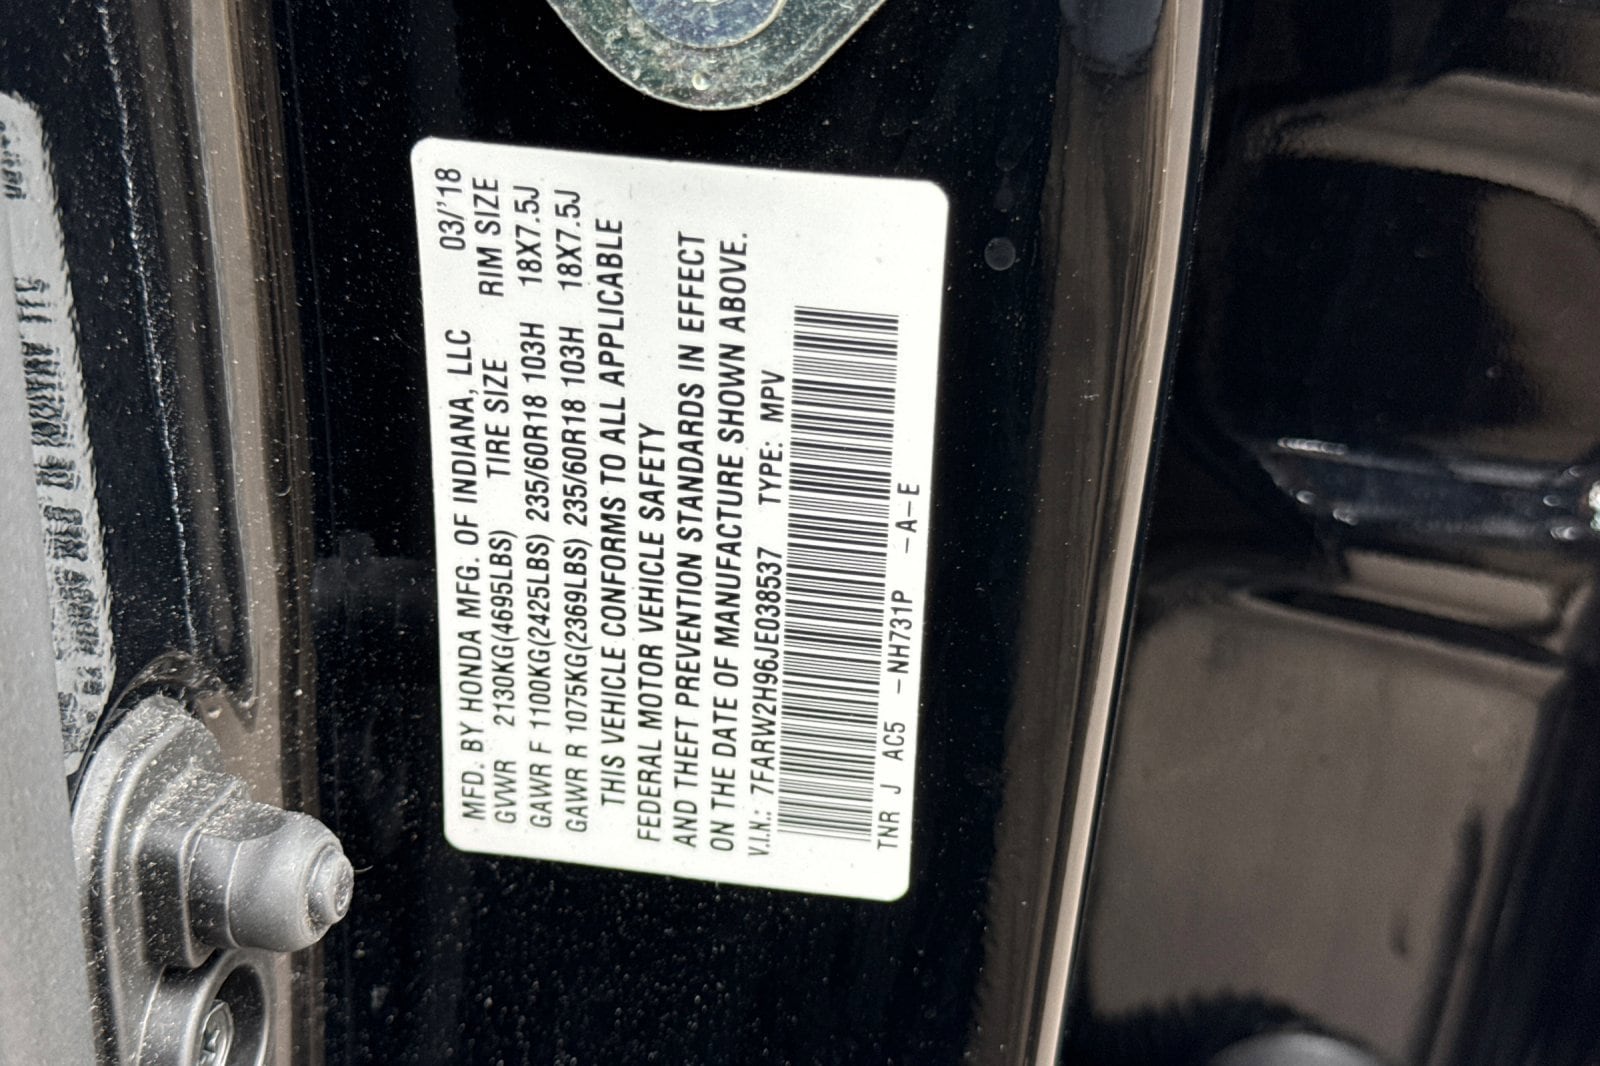 MFD. BY HONDA MFG. OF INDIANA, LLC 03/'18
GVWR 2130KG(4695LBS) TIRE SIZE RIM SIZE
GAWR F 1100KG(2425LBS) 235/60R18 103H 18X7.5J
GAWR R 1075KG(2369LBS) 235/60R18 103H 18X7.5J
THIS VEHICLE CONFORMS TO ALL APPLICABLE
FEDERAL MOTOR VEHICLE SAFETY
AND THEFT PREVENTION STANDARDS IN EFFECT
ON THE DATE OF MANUFACTURE SHOWN ABOVE.
V.I.N.: 7FARW2H96JE038537 TYPE: MPV
TNR J AC5 -NH731P -A-E